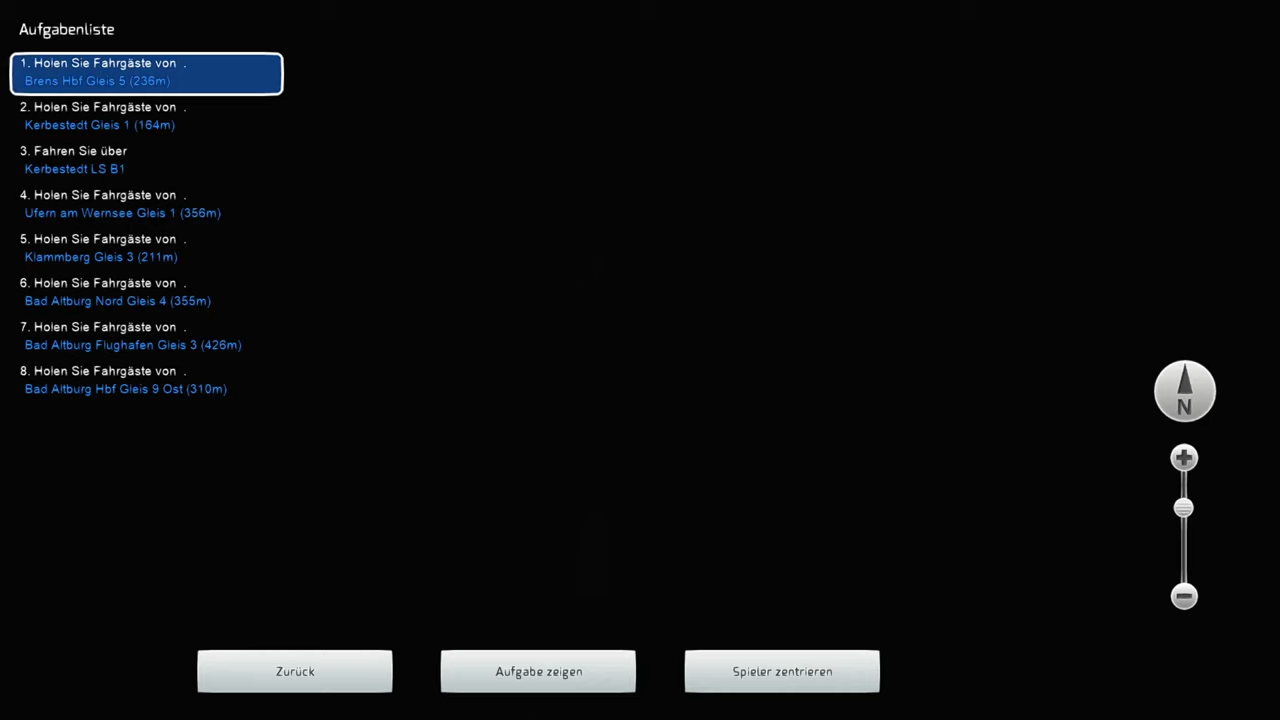 Aufgabenliste
1. Holen Sie Fahrgäste von .
Brens Hbf Gleis 5 (236m)
2. Holen Sie Fahrgäste von .
Kerbestedt Gleis 1 (164m)
3. Fahren Sie über
Kerbestedt LS B1
4. Holen Sie Fahrgäste von .
Ufern am Wernsee Gleis 1 (356m)
5. Holen Sie Fahrgäste von .
Klammberg Gleis 3 (211m)
6. Holen Sie Fahrgäste von .
Bad Altburg Nord Gleis 4 (355m)
7. Holen Sie Fahrgäste von .
Bad Altburg Flughafen Gleis 3 (426m)
8. Holen Sie Fahrgäste von .
Bad Altburg Hbf Gleis 9 Ost (310m)
N
Zurück
Aufgabe zeigen
Spieler zentrieren